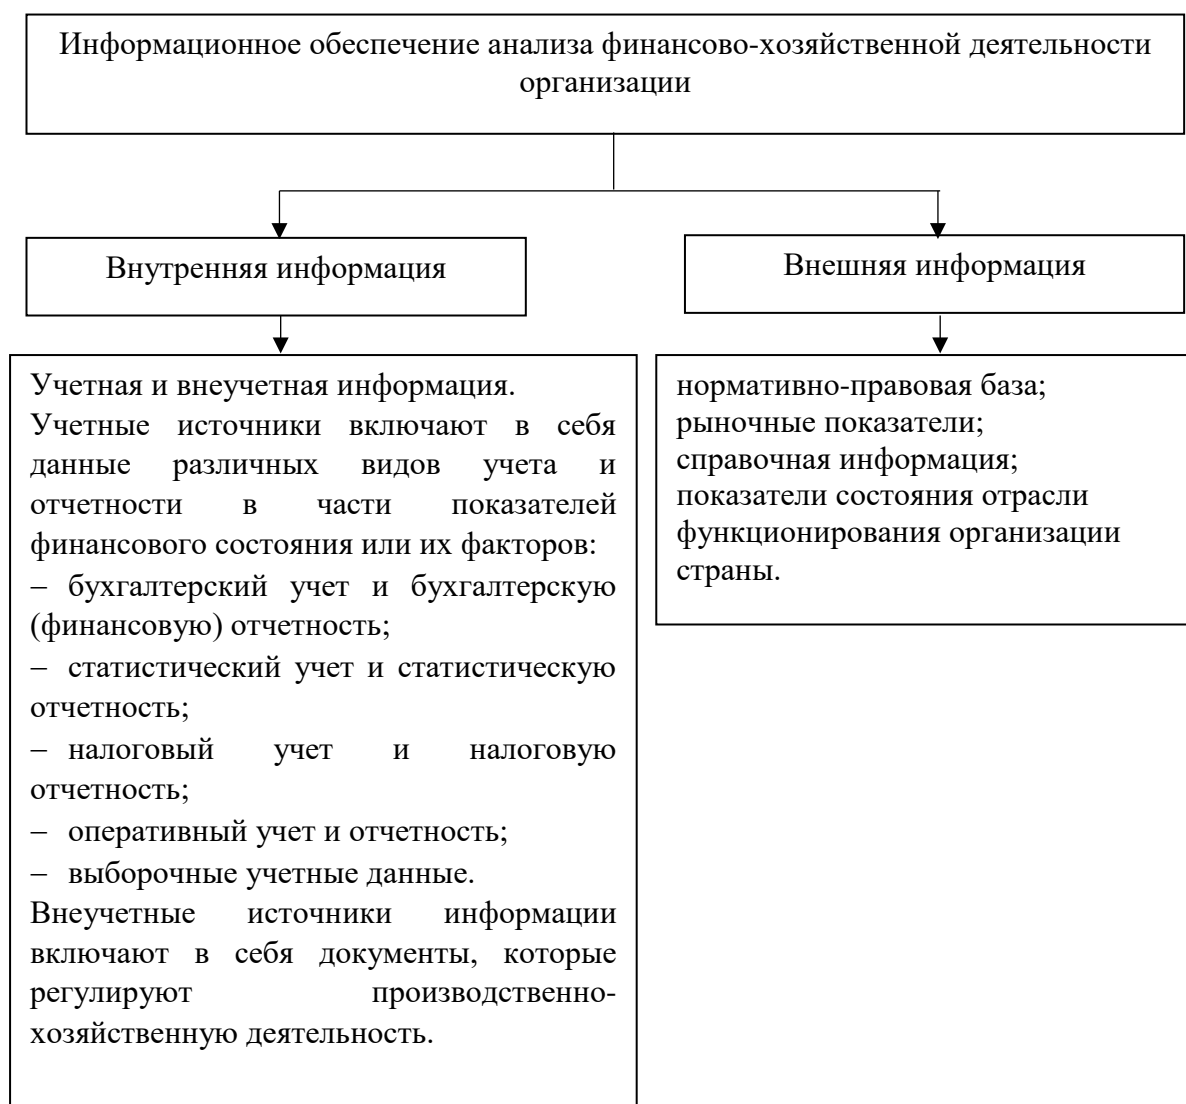 Информационное обеспечение анализа финансово-хозяйственной деятельности
организации
Внутренняя информация
Внешняя информация
Учетная и внеучетная информация.
Учетные источники включают в себя
данные различных видов учета и
отчетности в части показателей
финансового состояния или их факторов:
– бухгалтерский учет и бухгалтерскую
(финансовую) отчетность;
– статистический учет и статистическую
отчетность;
– налоговый учет и налоговую
отчетность;
– оперативный учет и отчетность;
– выборочные учетные данные.
Внеучетные источники информации
включают в себя документы, которые
регулируют производственно-
хозяйственную деятельность.
нормативно-правовая база;
рыночные показатели;
справочная информация;
показатели состояния отрасли
функционирования организации
страны.